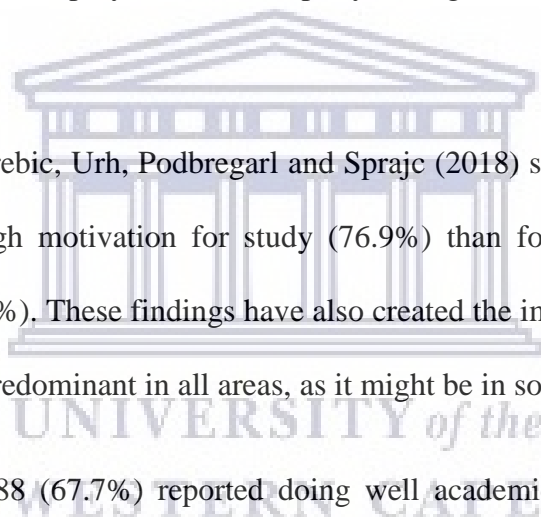 rebic, Urh, Podbregarl and Sprajc (2018) s
gh motivation for study (76.9%) than fo
%). These findings have also created the in
redominant in all areas, as it might be in so
UNIVERSITY of the
88 (67.7%) reported doing well academi
WESTERN CAPE